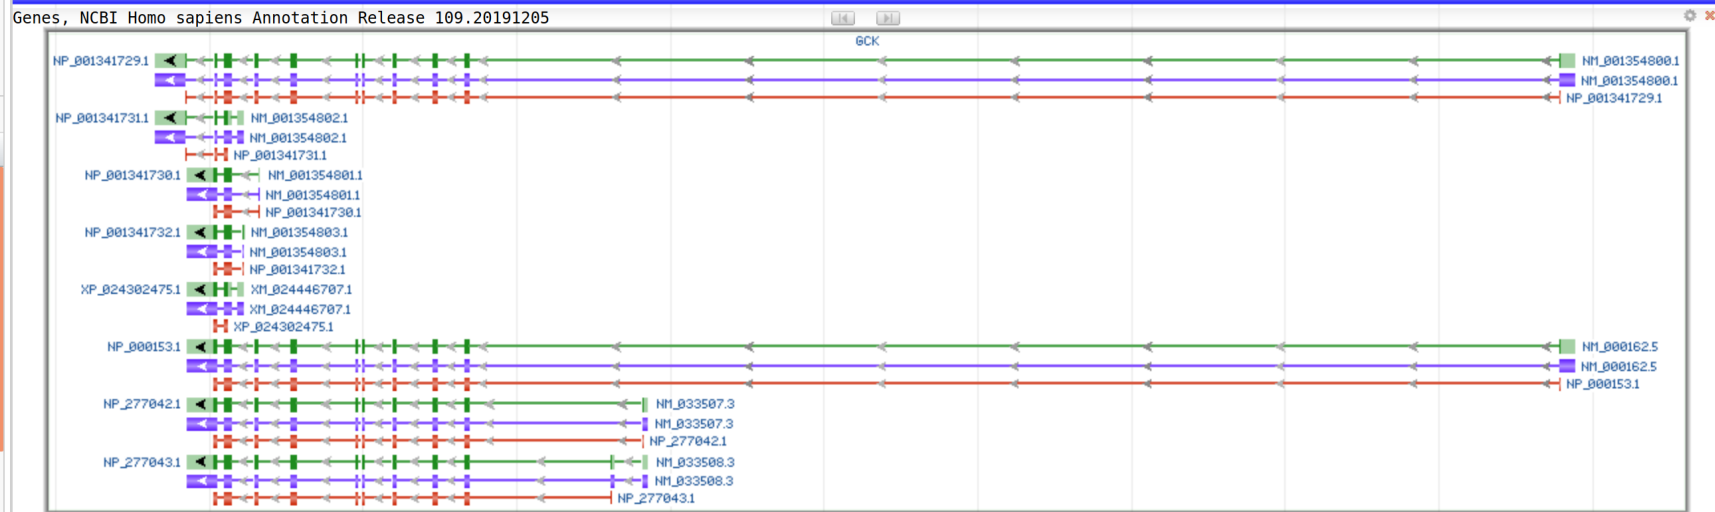 Genes, NCBI Homo sapiens Annotation Release 109.20191205
GCK
NP_001341729.1 NM_001354800.1
NM_001354800.1
NP_001341729.1
NP_001341731.1 NM_001354802.1
NM_001354802.1
NP_001341731.1
NP_001341730.1 NM_001354801.1
NM_001354801.1
NP_001341730.1
NP_001341732.1 NM_001354803.1
NM_001354803.1
NP_001341732.1
XP_024302475.1 XM_024446707.1
XM_024446707.1
XP_024302475.1
NP_000153.1 NM_000162.5
NM_000162.5
NP_000153.1
NP_277042.1 NM_033507.3
NM_033507.3
NP_277042.1
NP_277043.1 NM_033508.3
NM_033508.3
NP_277043.1